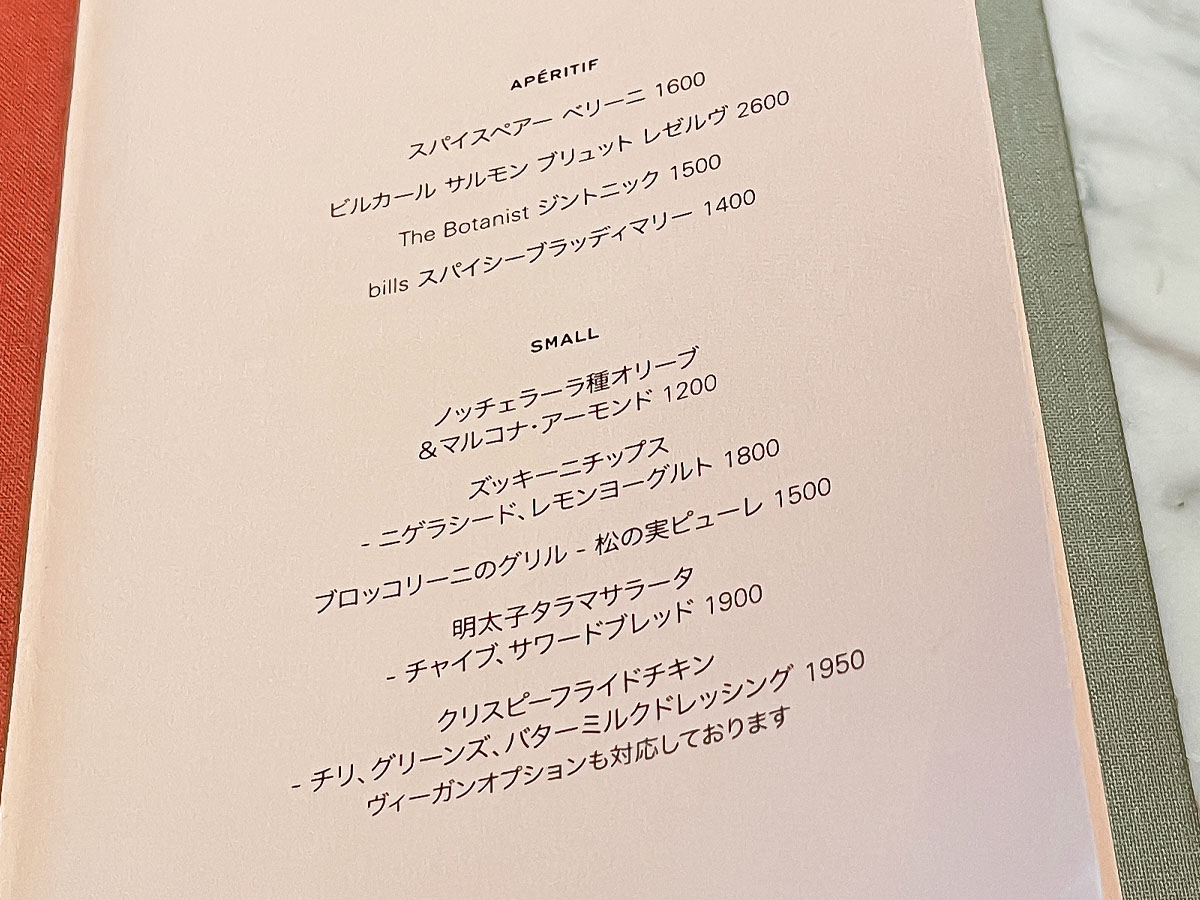 APÉRITIF
スパイスペアー ベリーニ 1600
ビルカール サルモン ブリュット レゼルヴ 2600
The Botanist ジントニック 1500
bills スパイシーブラッディマリー 1400
SMALL
ノッチェラーラ種オリーブ
&マルコナ・アーモンド 1200
ズッキーニチップス
- ニゲラシード、レモンヨーグルト 1800
ブロッコリーニのグリル - 松の実ピューレ 1500
明太子タラマサラータ
- チャイブ、サワードブレッド 1900
クリスピーフライドチキン
- チリ、グリーンズ、バターミルクドレッシング 1950
ヴィーガンオプションも対応しております